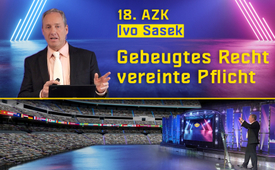 18. AZK
Ivo Sasek
Gebeugtes Recht
vereinte Pflicht